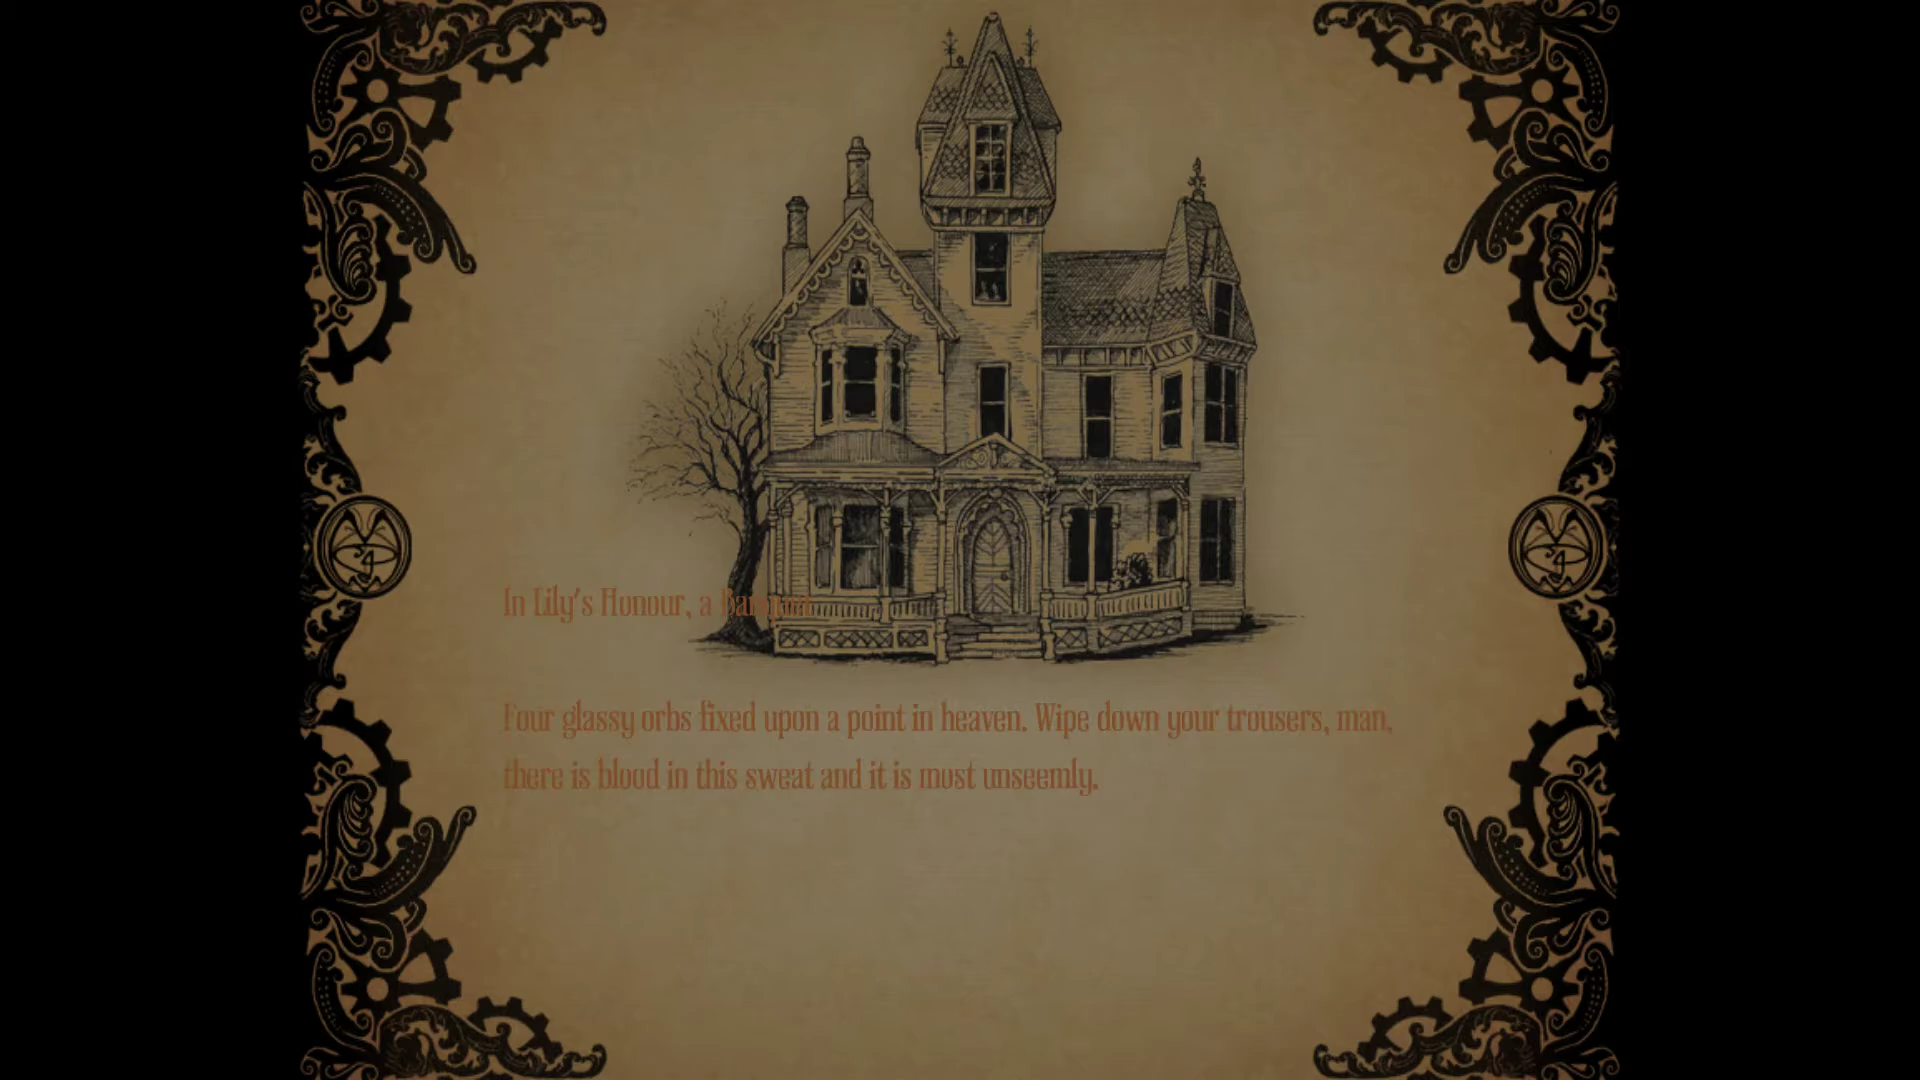 In Lily's Honour, a Banquet
Four glassy orbs fixed upon a point in heaven. Wipe down your trousers, man,
there is blood in this sweat and it is most unseemly.